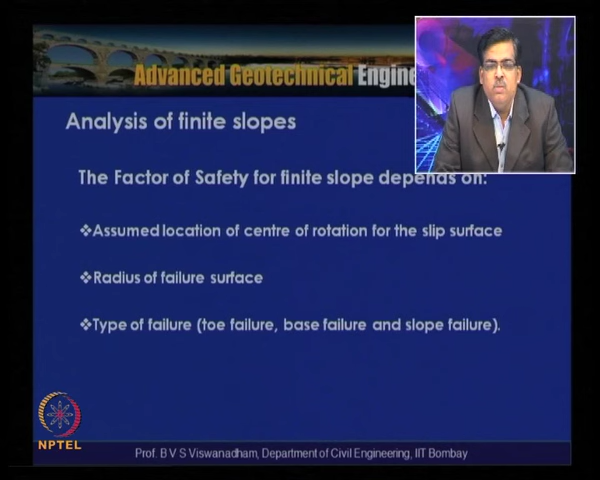 Advanced Geotechnical Engine
Analysis of finite slopes
The Factor of Safety for finite slope depends on:
❖Assumed location of centre of rotation for the slip surface
❖Radius of failure surface
❖Type of failure (toe failure, base failure and slope failure).
NPTEL
Prof. B V S Viswanadham, Department of Civil Engineering, IIT Bombay